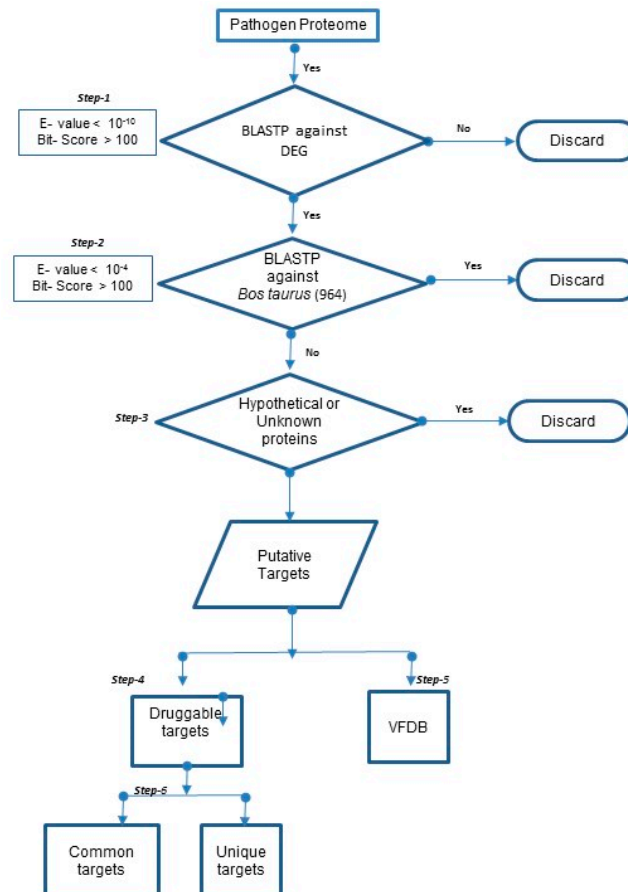 Pathogen Proteome
Yes
Step-1
E- value < 10⁻¹⁰
Bit- Score > 100
BLASTP against
DEG
No
Discard
Yes
Step-2
E- value < 10⁻⁴
Bit- Score > 100
BLASTP
against
Bos taurus (964)
Yes
Discard
No
Step-3
Hypothetical or
Unknown
proteins
Yes
Discard
Putative
Targets
Step-4
Druggable
targets
Step-5
VFDB
Step-6
Common
targets
Unique
targets